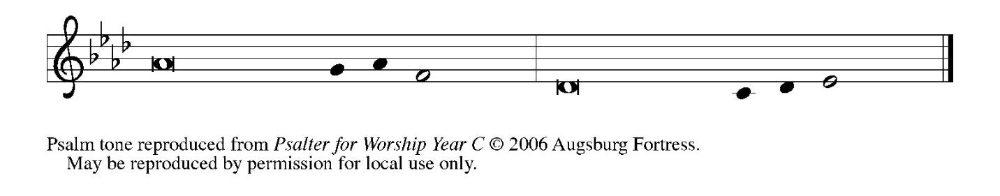 Psalm tone reproduced from Psalter for Worship Year C © 2006 Augsburg Fortress.
May be reproduced by permission for local use only.